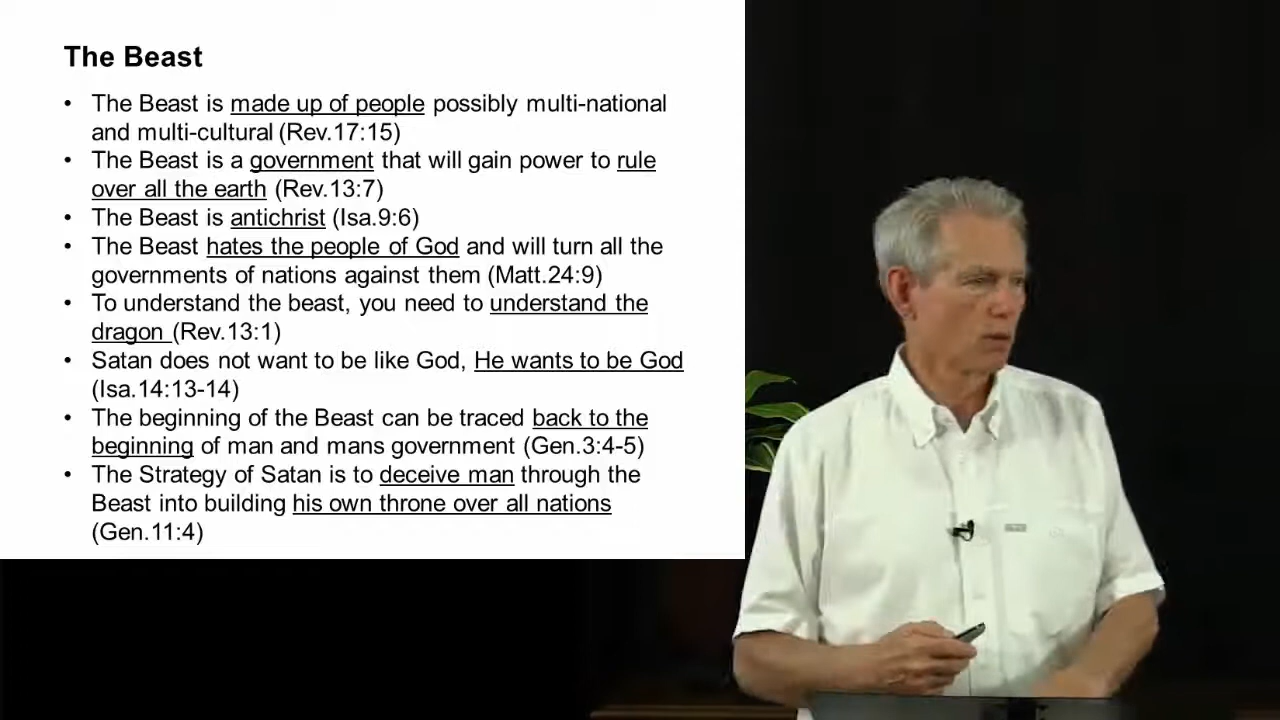 The Beast
• The Beast is made up of people possibly multi-national
and multi-cultural (Rev.17:15)
• The Beast is a government that will gain power to rule
over all the earth (Rev.13:7)
• The Beast is antichrist (Isa.9:6)
• The Beast hates the people of God and will turn all the
governments of nations against them (Matt.24:9)
• To understand the beast, you need to understand the
dragon (Rev.13:1)
• Satan does not want to be like God, He wants to be God
(Isa.14:13-14)
• The beginning of the Beast can be traced back to the
beginning of man and mans government (Gen.3:4-5)
• The Strategy of Satan is to deceive man through the
Beast into building his own throne over all nations
(Gen.11:4)